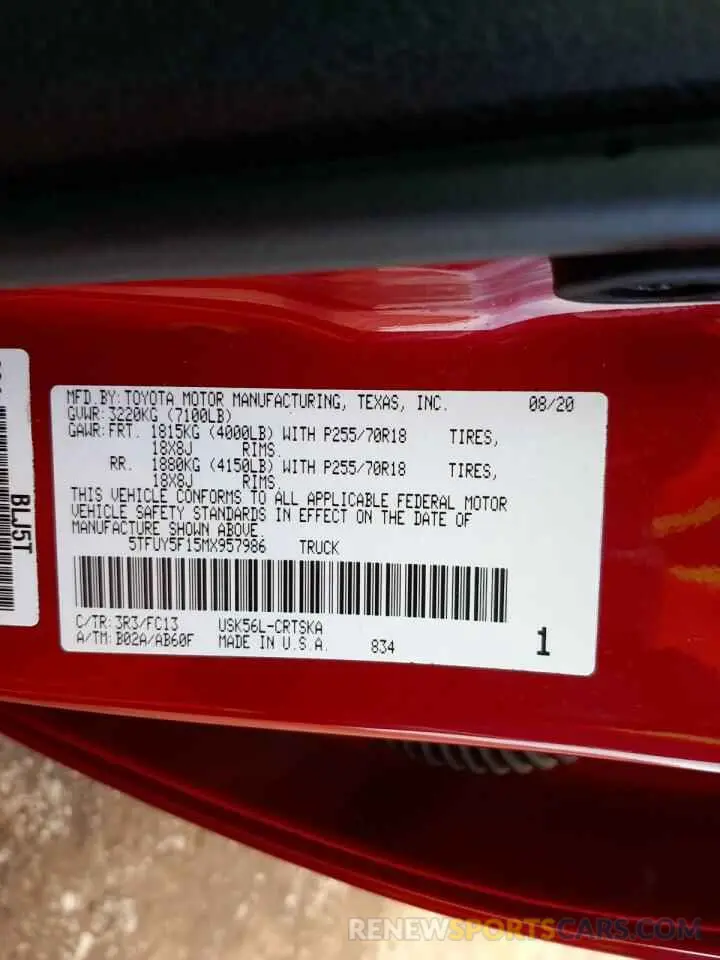 MFD.BY:TOYOTA MOTOR MANUFACTURING, TEXAS, INC. 08/20
GVWR:3220KG (7100LB)
GAWR:FRT. 1815KG (4000LB) WITH P255/70R18 TIRES,
18X8J RIMS.
RR. 1880KG (4150LB) WITH P255/70R18 TIRES,
18X8J RIMS.
THIS VEHICLE CONFORMS TO ALL APPLICABLE FEDERAL MOTOR
VEHICLE SAFETY STANDARDS IN EFFECT ON THE DATE OF
MANUFACTURE SHOWN ABOVE.
5TFUY5F15MX957986 TRUCK
C/TR:3R3/FC13 USK56L-CRTSKA
A/TM:B02A/AB60F MADE IN U.S.A. 834 1
BLJ5T
RENEWSPORTSCARS.COM